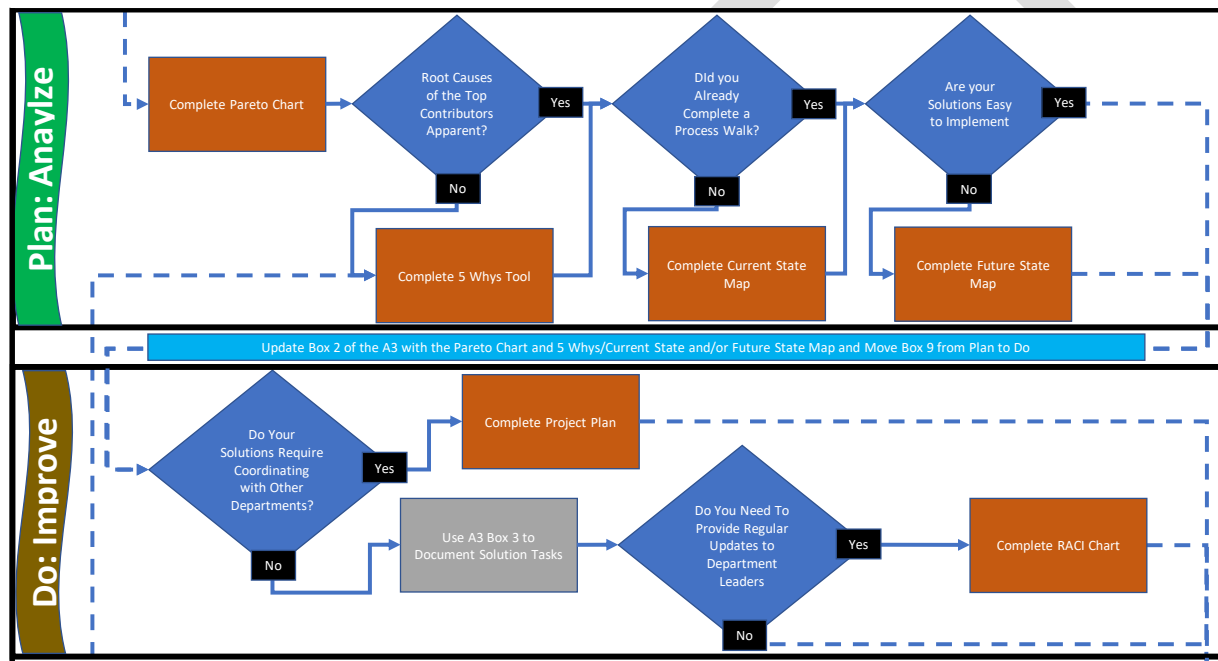 Plan: Anavlze
Complete Pareto Chart
Root Causes
of the Top
Contributors
Apparent?
Yes
No
Complete 5 Whys Tool
DId you
Already
Complete a
Process Walk?
Yes
No
Complete Current State
Map
Are your
Solutions Easy
to Implement
Yes
No
Complete Future State
Map
Update Box 2 of the A3 with the Pareto Chart and 5 Whys/Current State and/or Future State Map and Move Box 9 from Plan to Do
Do: Improve
Do Your
Solutions Require
Coordinating
with Other
Departments?
Yes
No
Complete Project Plan
Use A3 Box 3 to
Document Solution Tasks
Do You Need To
Provide Regular
Updates to
Department
Leaders
Yes
No
Complete RACI Chart